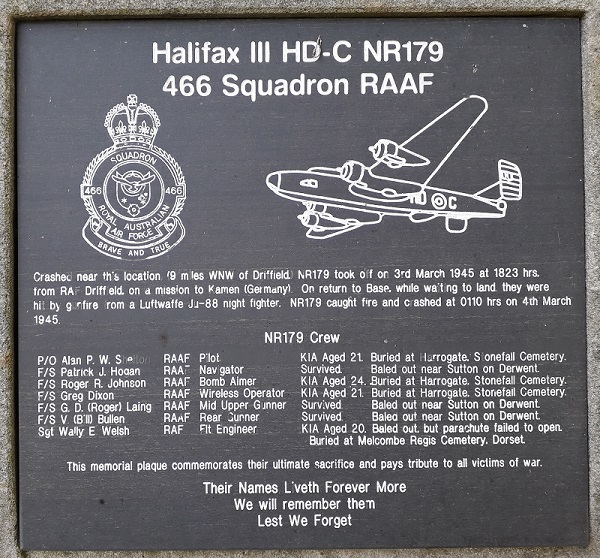 Halifax III HD-C NR179
466 Squadron RAAF
SQUADRON
466 466
ROYAL AUSTRALIAN
AIR FORCE
BRAVE AND TRUE
HD C
Crashed near this location (9 miles WNW of Driffield) NR179 took off on 3rd March 1945 at 1823 hrs.
from RAF Driffield, on a mission to Kamen (Germany). On return to Base, while waiting to land, they were
hit by gunfire from a Luftwaffe Ju-88 night fighter. NR179 caught fire and crashed at 0110 hrs on 4th March
1945.
NR179 Crew
P/O Alan P. W. Shelton RAAF Pilot KIA Aged 21. Buried at Harrogate, Stonefall Cemetery.
F/S Patrick J. Hogan RAAF Navigator Survived. Baled out near Sutton on Derwent.
F/S Roger R. Johnson RAAF Bomb Aimer KIA Aged 24. Buried at Harrogate, Stonefall Cemetery.
F/S Greg Dixon RAAF Wireless Operator KIA Aged 21. Buried at Harrogate, Stonefall Cemetery.
F/S G. D. (Roger) Laing RAAF Mid Upper Gunner Survived. Baled out near Sutton on Derwent.
F/S V (Bill) Bullen RAAF Rear Gunner Survived. Baled out near Sutton on Derwent.
Sgt Wally E Welsh RAF Flt Engineer KIA Aged 20. Baled out, but parachute failed to open.
Buried at Melcombe Regis Cemetery, Dorset.
This memorial plaque commemorates their ultimate sacrifice and pays tribute to all victims of war.
Their Names Liveth Forever More
We will remember them
Lest We Forget